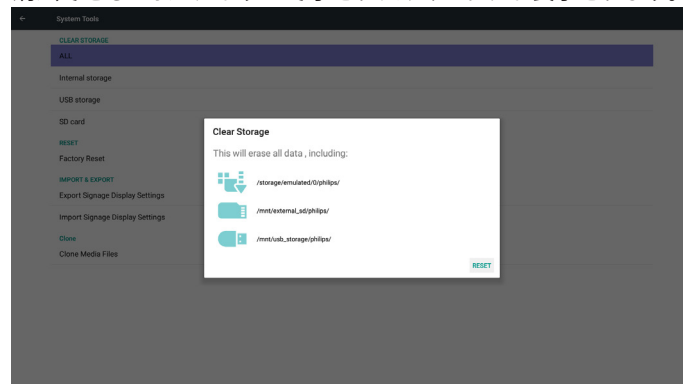 System Tools
CLEAR STORAGE
ALL
Internal storage
USB storage
SD card
RESET
Factory Reset
IMPORT & EXPORT
Export Signage Display Settings
Import Signage Display Settings
Clone
Clone Media Files
Clear Storage
This will erase all data , including:
/storage/emulated/0/philips/
/mnt/external_sd/philips/
/mnt/usb_storage/philips/
RESET